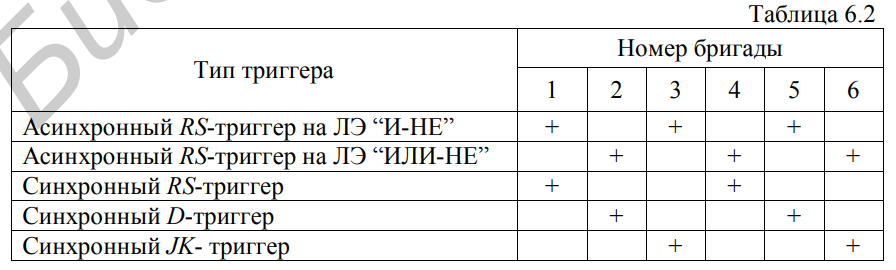 Таблица 6.2
Тип триггера
Номер бригады
1 2 3 4 5 6
Асинхронный RS-триггер на ЛЭ “И-НЕ” + + +
Асинхронный RS-триггер на ЛЭ “ИЛИ-НЕ” + + +
Синхронный RS-триггер + +
Синхронный D-триггер + +
Синхронный JK- триггер + +